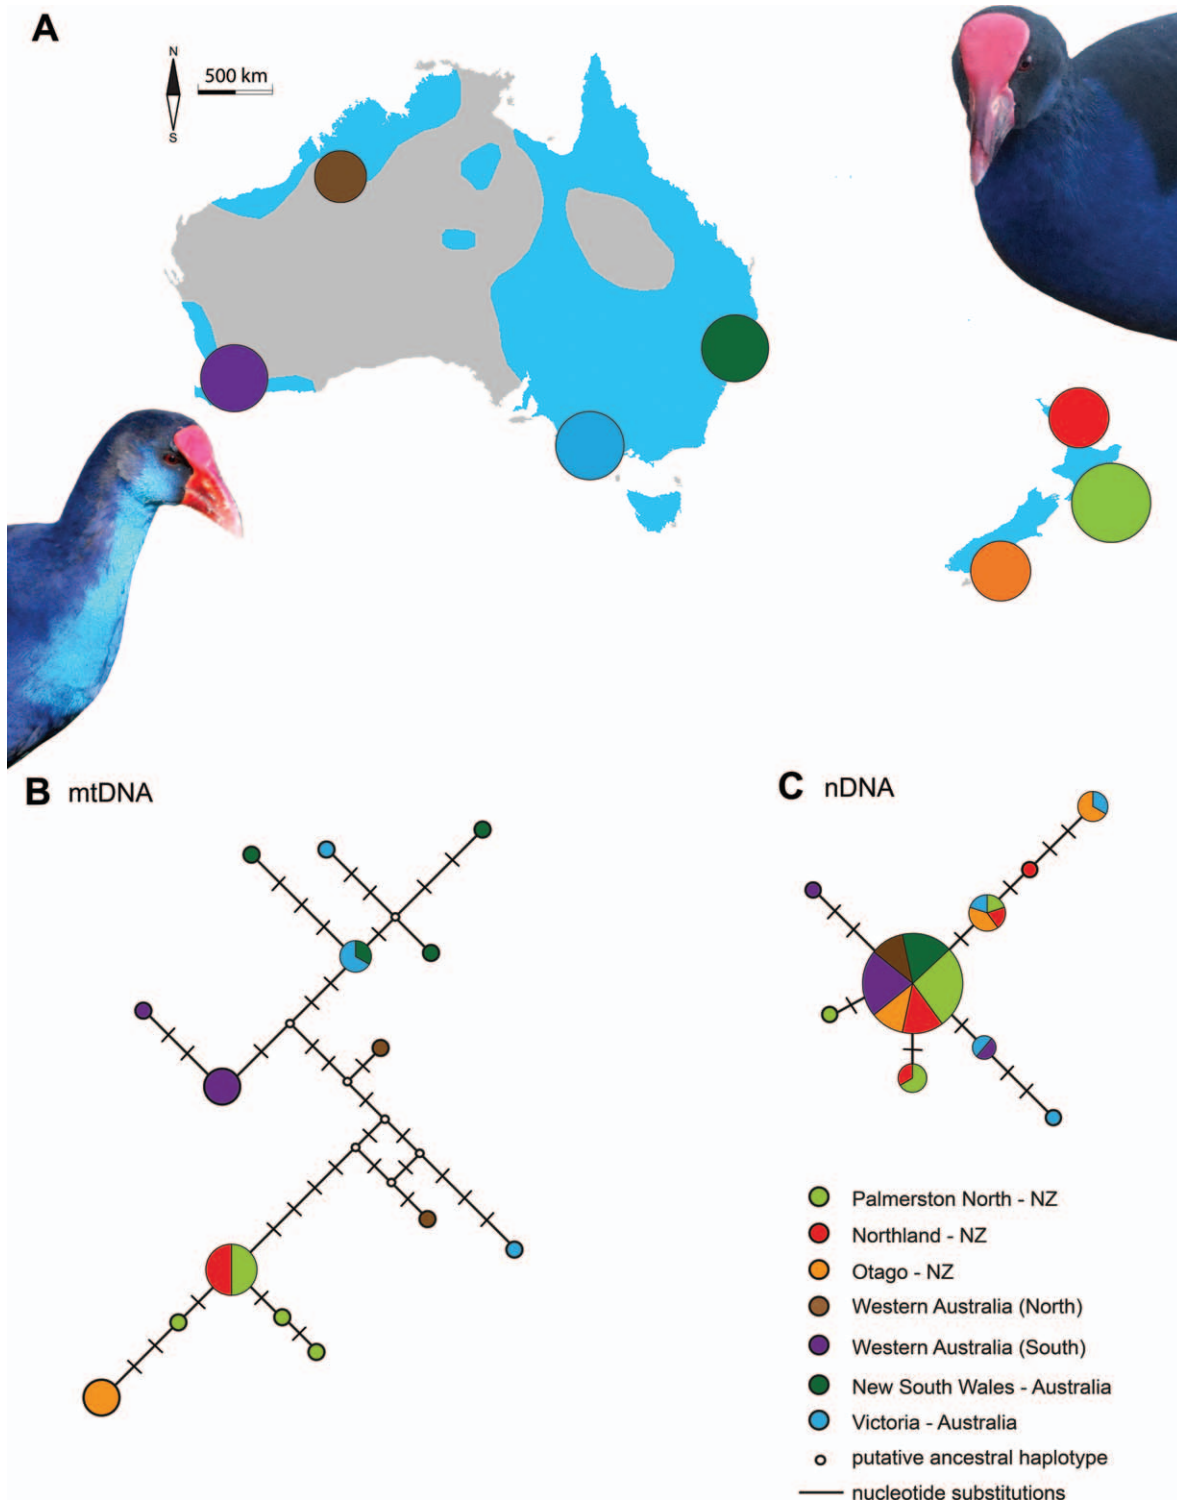 A
N
500 km
S
B mtDNA
C nDNA
Palmerston North - NZ
Northland - NZ
Otago - NZ
Western Australia (North)
Western Australia (South)
New South Wales - Australia
Victoria - Australia
putative ancestral haplotype
nucleotide substitutions